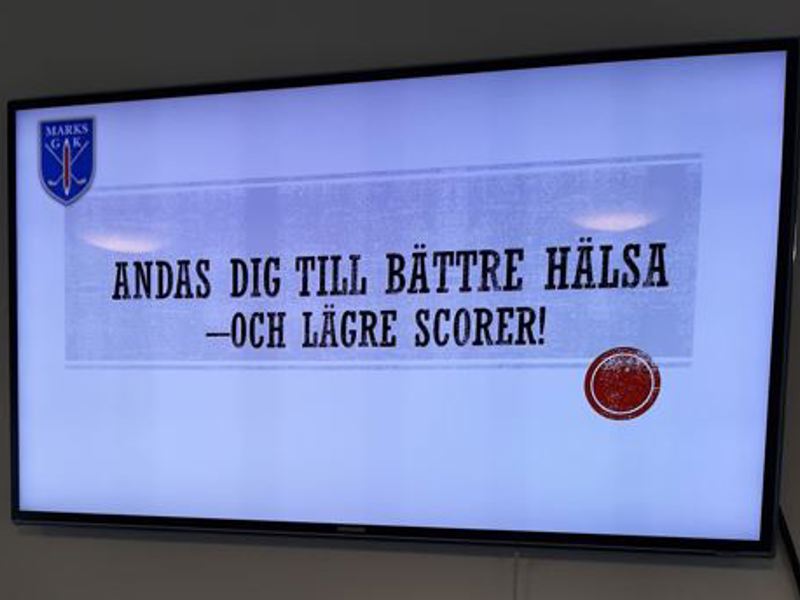 MARKS
G K
ANDAS DIG TILL BÄTTRE HÄLSA
–OCH LÄGRE SCORER!